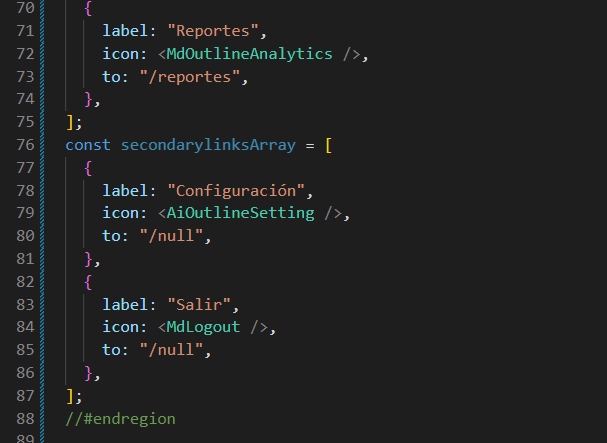 70 {
71 label: "Reportes",
72 icon: <MdOutlineAnalytics />,
73 to: "/reportes",
74 },
75 ];
76 const secondarylinksArray = [
77 {
78 label: "Configuración",
79 icon: <AiOutlineSetting />,
80 to: "/null",
81 },
82 {
83 label: "Salir",
84 icon: <MdLogout />,
85 to: "/null",
86 },
87 ];
88 //#endregion
89